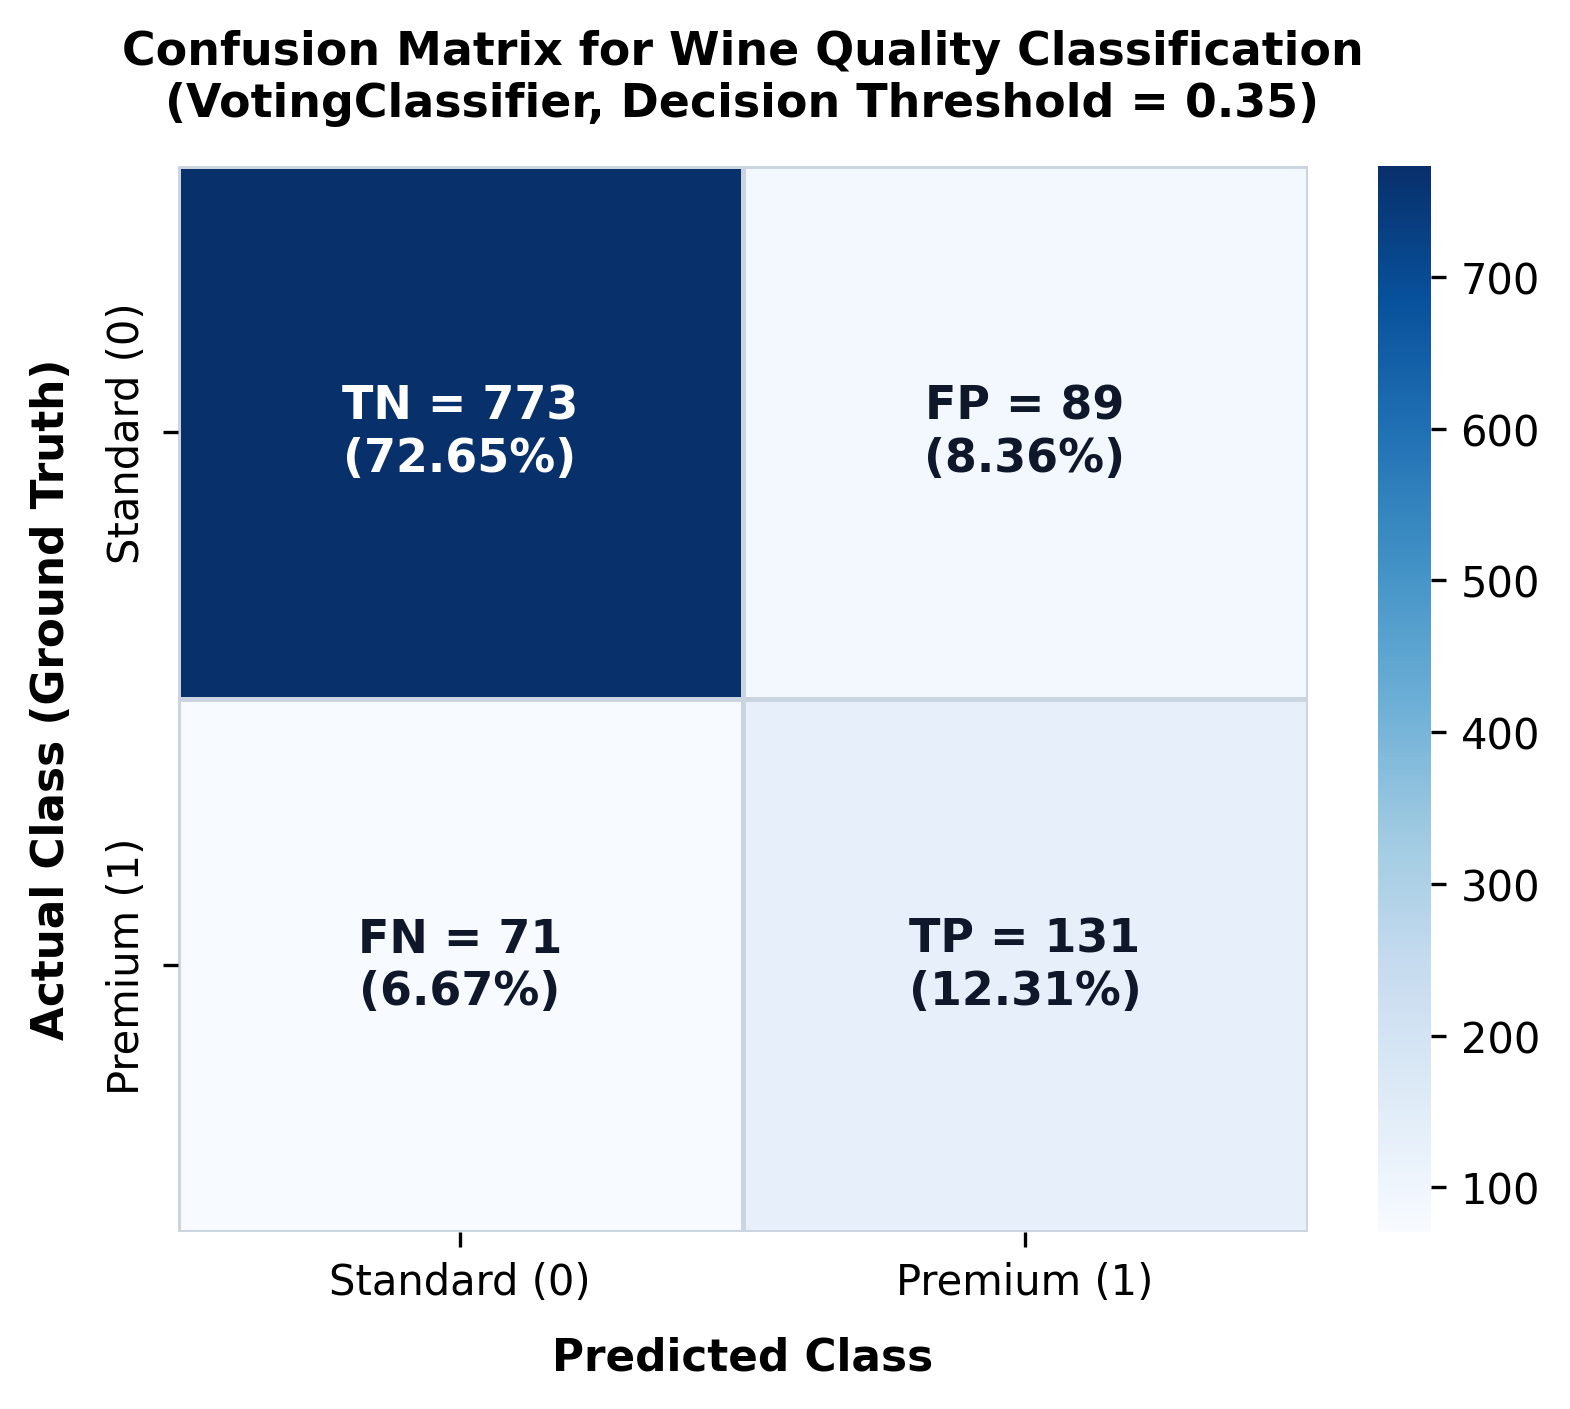 Confusion Matrix for Wine Quality Classification
(VotingClassifier, Decision Threshold = 0.35)
Actual Class (Ground Truth)
Standard (0)
TN = 773
(72.65%)
FP = 89
(8.36%)
Premium (1)
FN = 71
(6.67%)
TP = 131
(12.31%)
Standard (0)
Premium (1)
Predicted Class
700
600
500
400
300
200
100